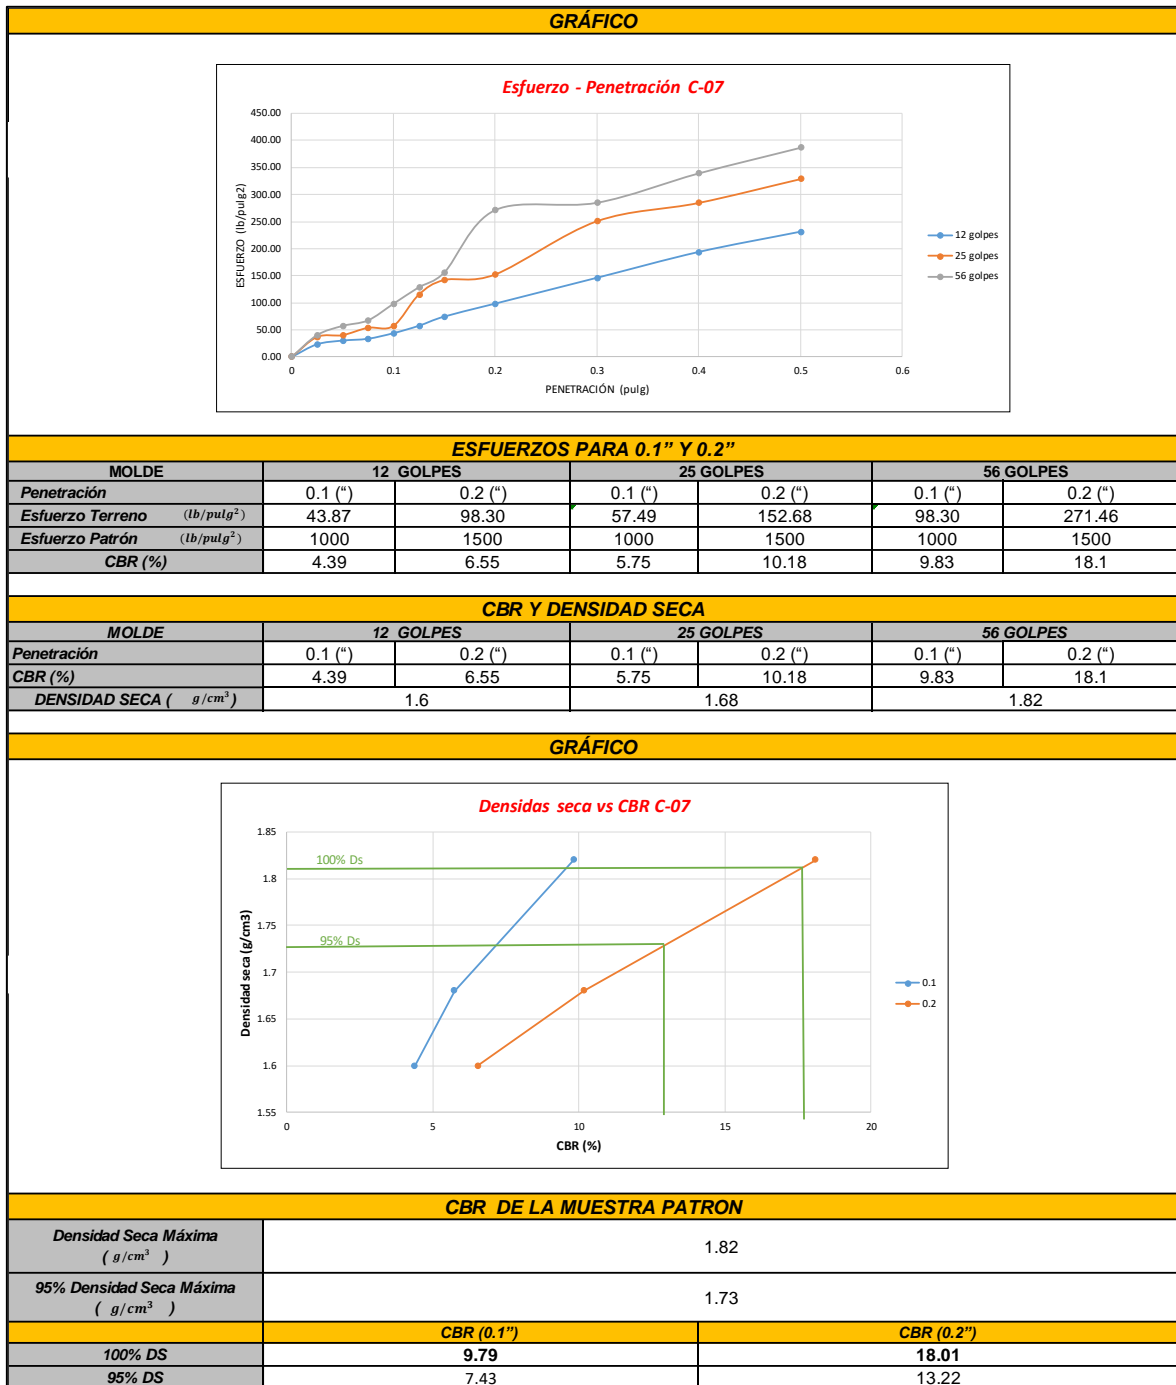 GRÁFICO
Esfuerzo - Penetración C-07
450.00
400.00
350.00
300.00
250.00
200.00
150.00
100.00
50.00
0.00
ESFUERZO (lb/pulg2)
0 0.1 0.2 0.3 0.4 0.5 0.6
PENETRACIÓN (pulg)
12 golpes
25 golpes
56 golpes
ESFUERZOS PARA 0.1” Y 0.2”
MOLDE 12 GOLPES 25 GOLPES 56 GOLPES
Penetración 0.1 (“) 0.2 (“) 0.1 (“) 0.2 (“) 0.1 (“) 0.2 (“)
Esfuerzo Terreno (lb/pulg²) 43.87 98.30 57.49 152.68 98.30 271.46
Esfuerzo Patrón (lb/pulg²) 1000 1500 1000 1500 1000 1500
CBR (%) 4.39 6.55 5.75 10.18 9.83 18.1
CBR Y DENSIDAD SECA
MOLDE 12 GOLPES 25 GOLPES 56 GOLPES
Penetración 0.1 (“) 0.2 (“) 0.1 (“) 0.2 (“) 0.1 (“) 0.2 (“)
CBR (%) 4.39 6.55 5.75 10.18 9.83 18.1
DENSIDAD SECA ( g/cm³) 1.6 1.68 1.82
GRÁFICO
Densidas seca vs CBR C-07
1.85
1.8
1.75
1.7
1.65
1.6
1.55
Densidad seca (g/cm3)
100% Ds
95% Ds
0 5 10 15 20
CBR (%)
0.1
0.2
CBR DE LA MUESTRA PATRON
Densidad Seca Máxima
( g/cm³ )
1.82
95% Densidad Seca Máxima
( g/cm³ )
1.73
CBR (0.1”) CBR (0.2”)
100% DS 9.79 18.01
95% DS 7.43 13.22